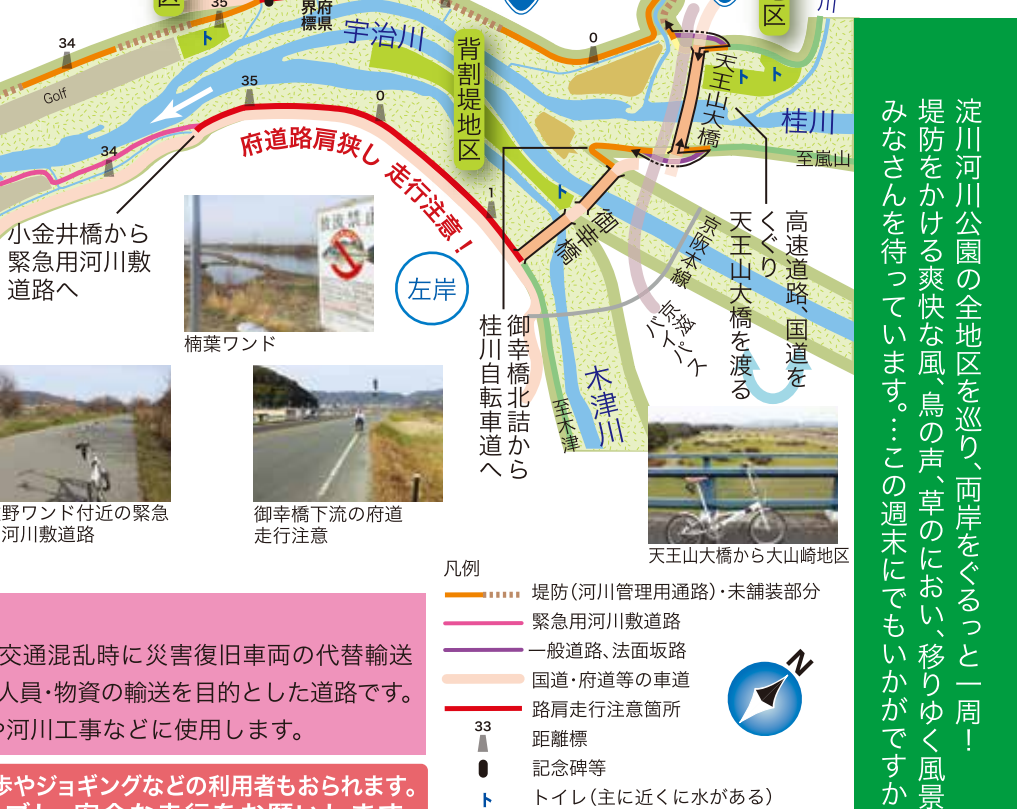 区
35
界府
標県
宇治川
34
Golf
35
0
0
34
1
背割堤地区
区
川
天王山大橋
桂川
至嵐山
府道路肩狭し 走行注意！
小金井橋から
緊急用河川敷
道路へ
楠葉ワンド
左岸
御幸橋
京阪本線
京滋バイパス
高速道路、国道を
くぐり
天王山大橋を渡る
御幸橋北詰から
桂川自転車道へ
木津川
至木津
野ワンド付近の緊急
河川敷道路
御幸橋下流の府道
走行注意
天王山大橋から大山崎地区
凡例
堤防（河川管理用通路）・未舗装部分
緊急用河川敷道路
一般道路、法面坂路
国道・府道等の車道
路肩走行注意箇所
33
距離標
記念碑等
トイレ（主に近くに水がある）
N
交通混乱時に災害復旧車両の代替輸送
人員・物資の輸送を目的とした道路です。
や河川工事などに使用します。
歩やジョギングなどの利用者もおられます。
淀川河川公園の全地区を巡り、両岸をぐるっと一周！
堤防をかける爽快な風、鳥の声、草のにおい、移りゆく風景
みなさんを待っています。…この週末にでもいかがですか